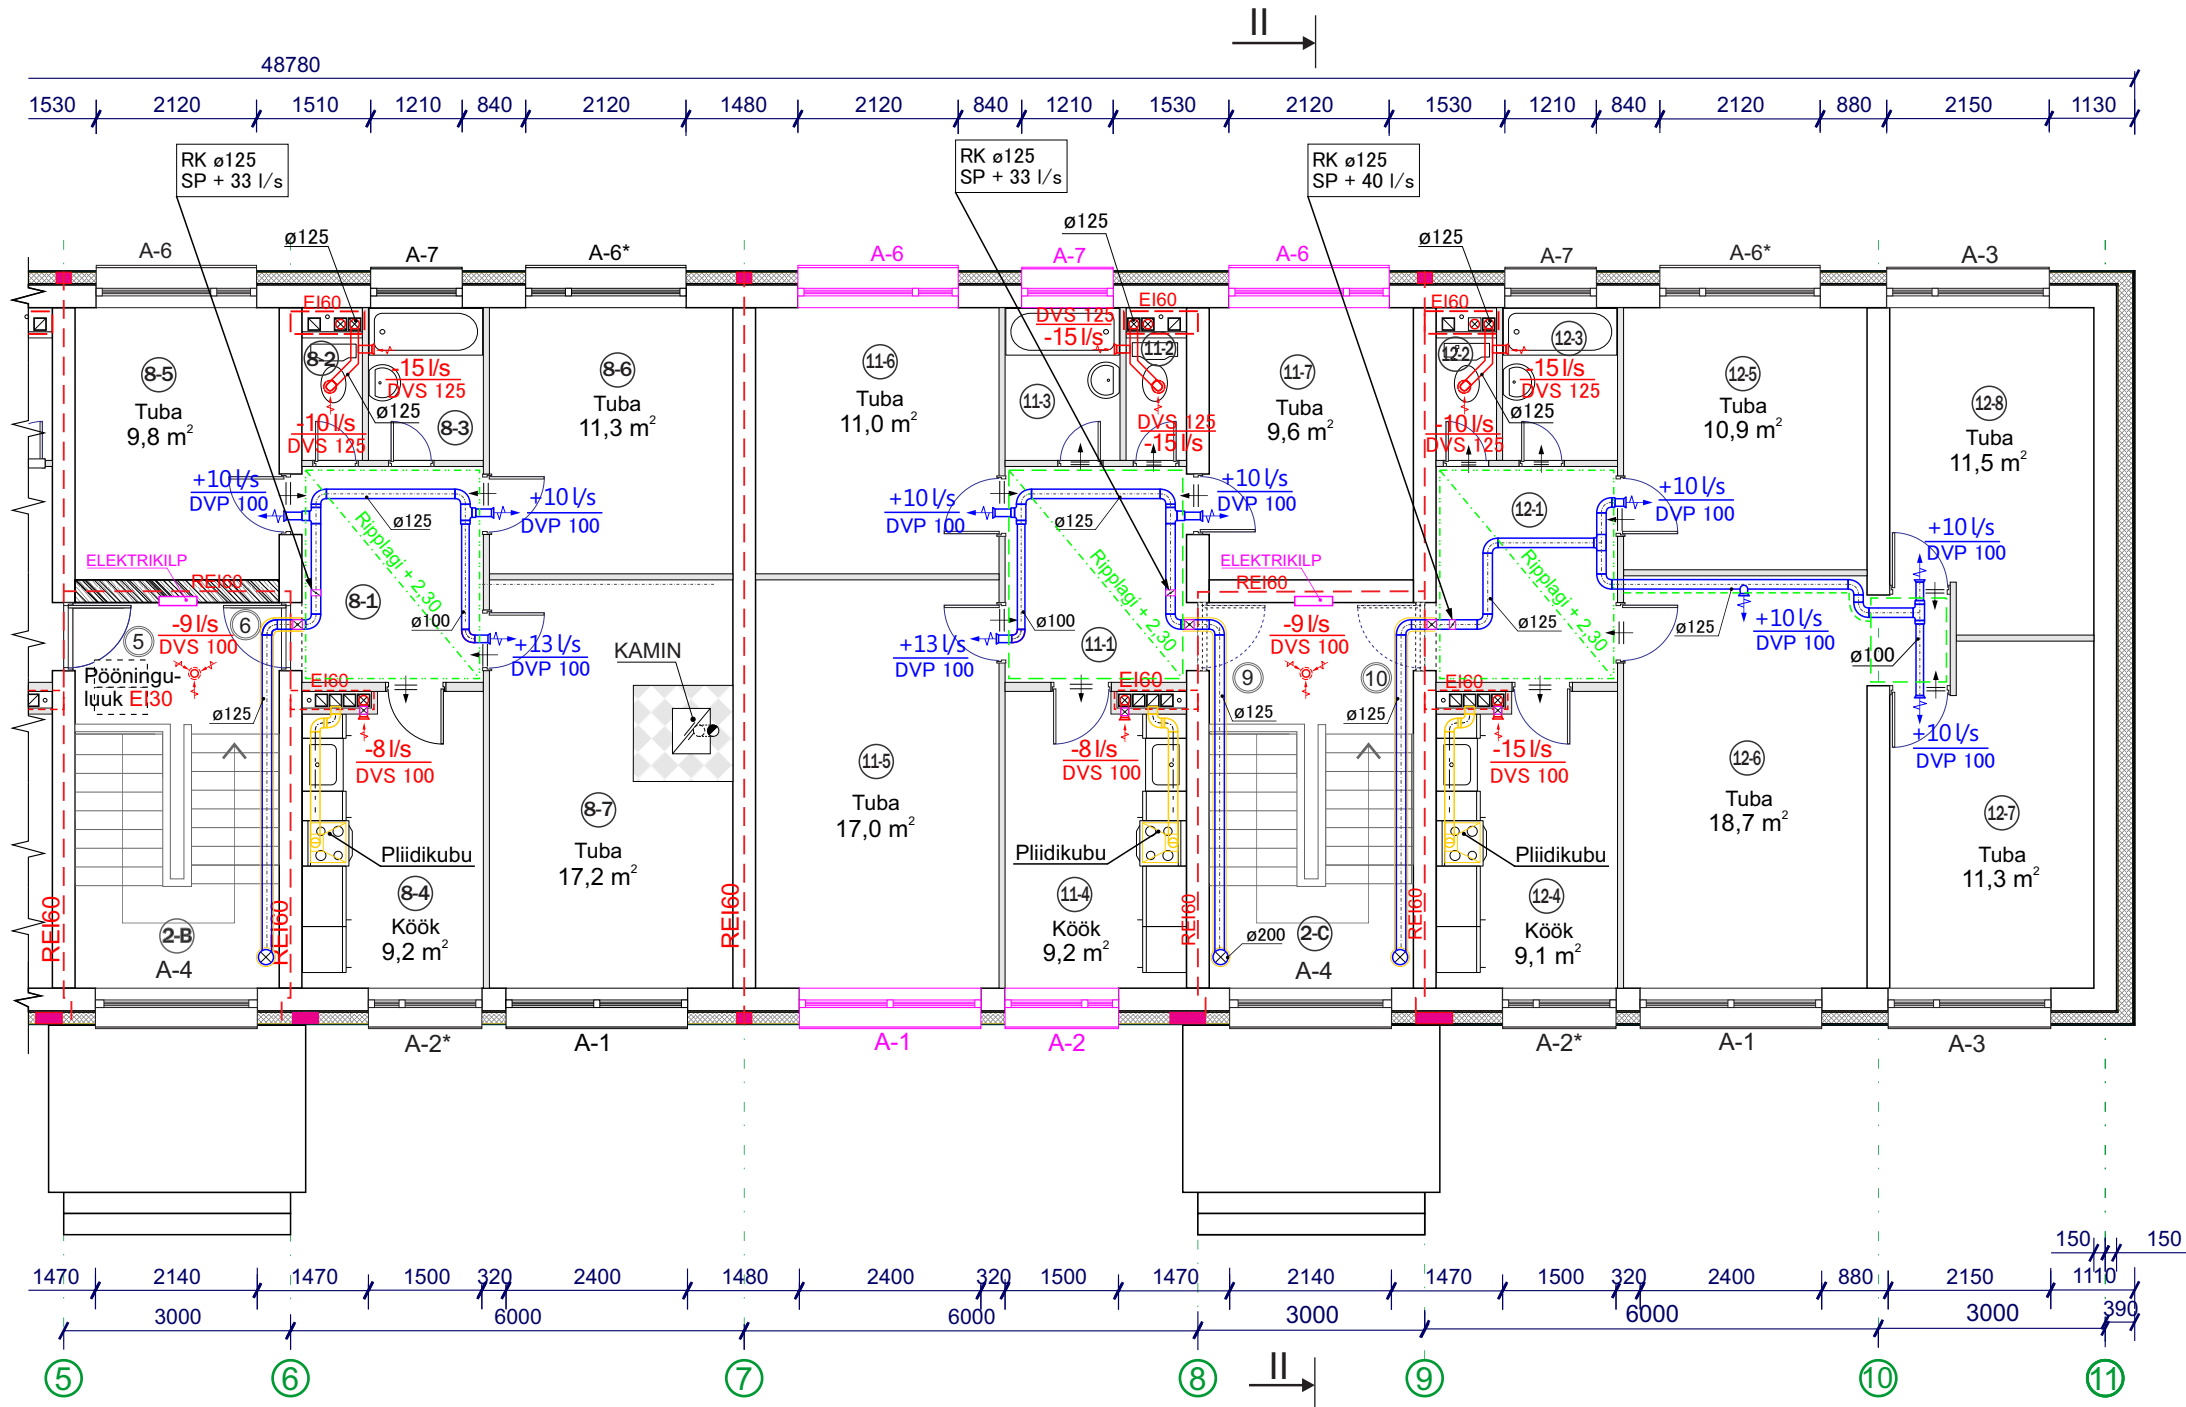 II
48780
1530 2120 1510 1210 840 2120 1480 2120 840 1210 1530 2120 1530 1210 840 2120 880 2150 1130
RK ø125
SP + 33 l/s
RK ø125
SP + 33 l/s
RK ø125
SP + 40 l/s
ø125 ø125 ø125
A-6 A-7 A-6* A-6 A-7 A-6 A-7 A-6* A-3
EI60 EI60 EI60
8-5
Tuba
9,8 m²
8-2
-15 l/s
DVS 125
ø125
-10 l/s
DVS 125
8-3
8-6
Tuba
11,3 m²
11-6
Tuba
11,0 m²
DVS 125
-15 l/s
11-2
11-3
DVS 125
-15 l/s
11-7
Tuba
9,6 m²
12-2
12-3
-15 l/s
DVS 125
ø125
-10 l/s
DVS 125
12-5
Tuba
10,9 m²
12-8
Tuba
11,5 m²
+10 l/s
DVP 100
+10 l/s
DVP 100
ø125
Ripplagi + 2,30
8-1
ø100
+13 l/s
DVP 100
+10 l/s
DVP 100
+10 l/s
DVP 100
ø125
Ripplagi + 2,30
11-1
ø100
+13 l/s
DVP 100
12-1
Ripplagi + 2,30
ø125
+10 l/s
DVP 100
ø125
+10 l/s
DVP 100
+10 l/s
DVP 100
ø100
+10 l/s
DVP 100
ELEKTRIKILP
REI60
5
6
-9 l/s
DVS 100
Pööningu-
luuk EI30
ø125
ELEKTRIKILP
REI60
-9 l/s
DVS 100
9
10
ø125
ø125
KAMIN
EI60
-8 l/s
DVS 100
EI60
-8 l/s
DVS 100
EI60
-15 l/s
DVS 100
Pliidikubu
Pliidikubu
Pliidikubu
8-4
Köök
9,2 m²
8-7
Tuba
17,2 m²
11-5
Tuba
17,0 m²
11-4
Köök
9,2 m²
12-4
Köök
9,1 m²
12-6
Tuba
18,7 m²
12-7
Tuba
11,3 m²
REI60
REI60
REI60
REI60
REI60
2-B
A-4
ø200
2-C
A-4
A-2* A-1 A-1 A-2 A-2* A-1 A-3
150 150
1470 2140 1470 1500 320 2400 1480 2400 320 1500 1470 2140 1470 1500 320 2400 880 2150 1110
3000 6000 6000 3000 6000 3000 390
5 6 7 8 9 10 11
II